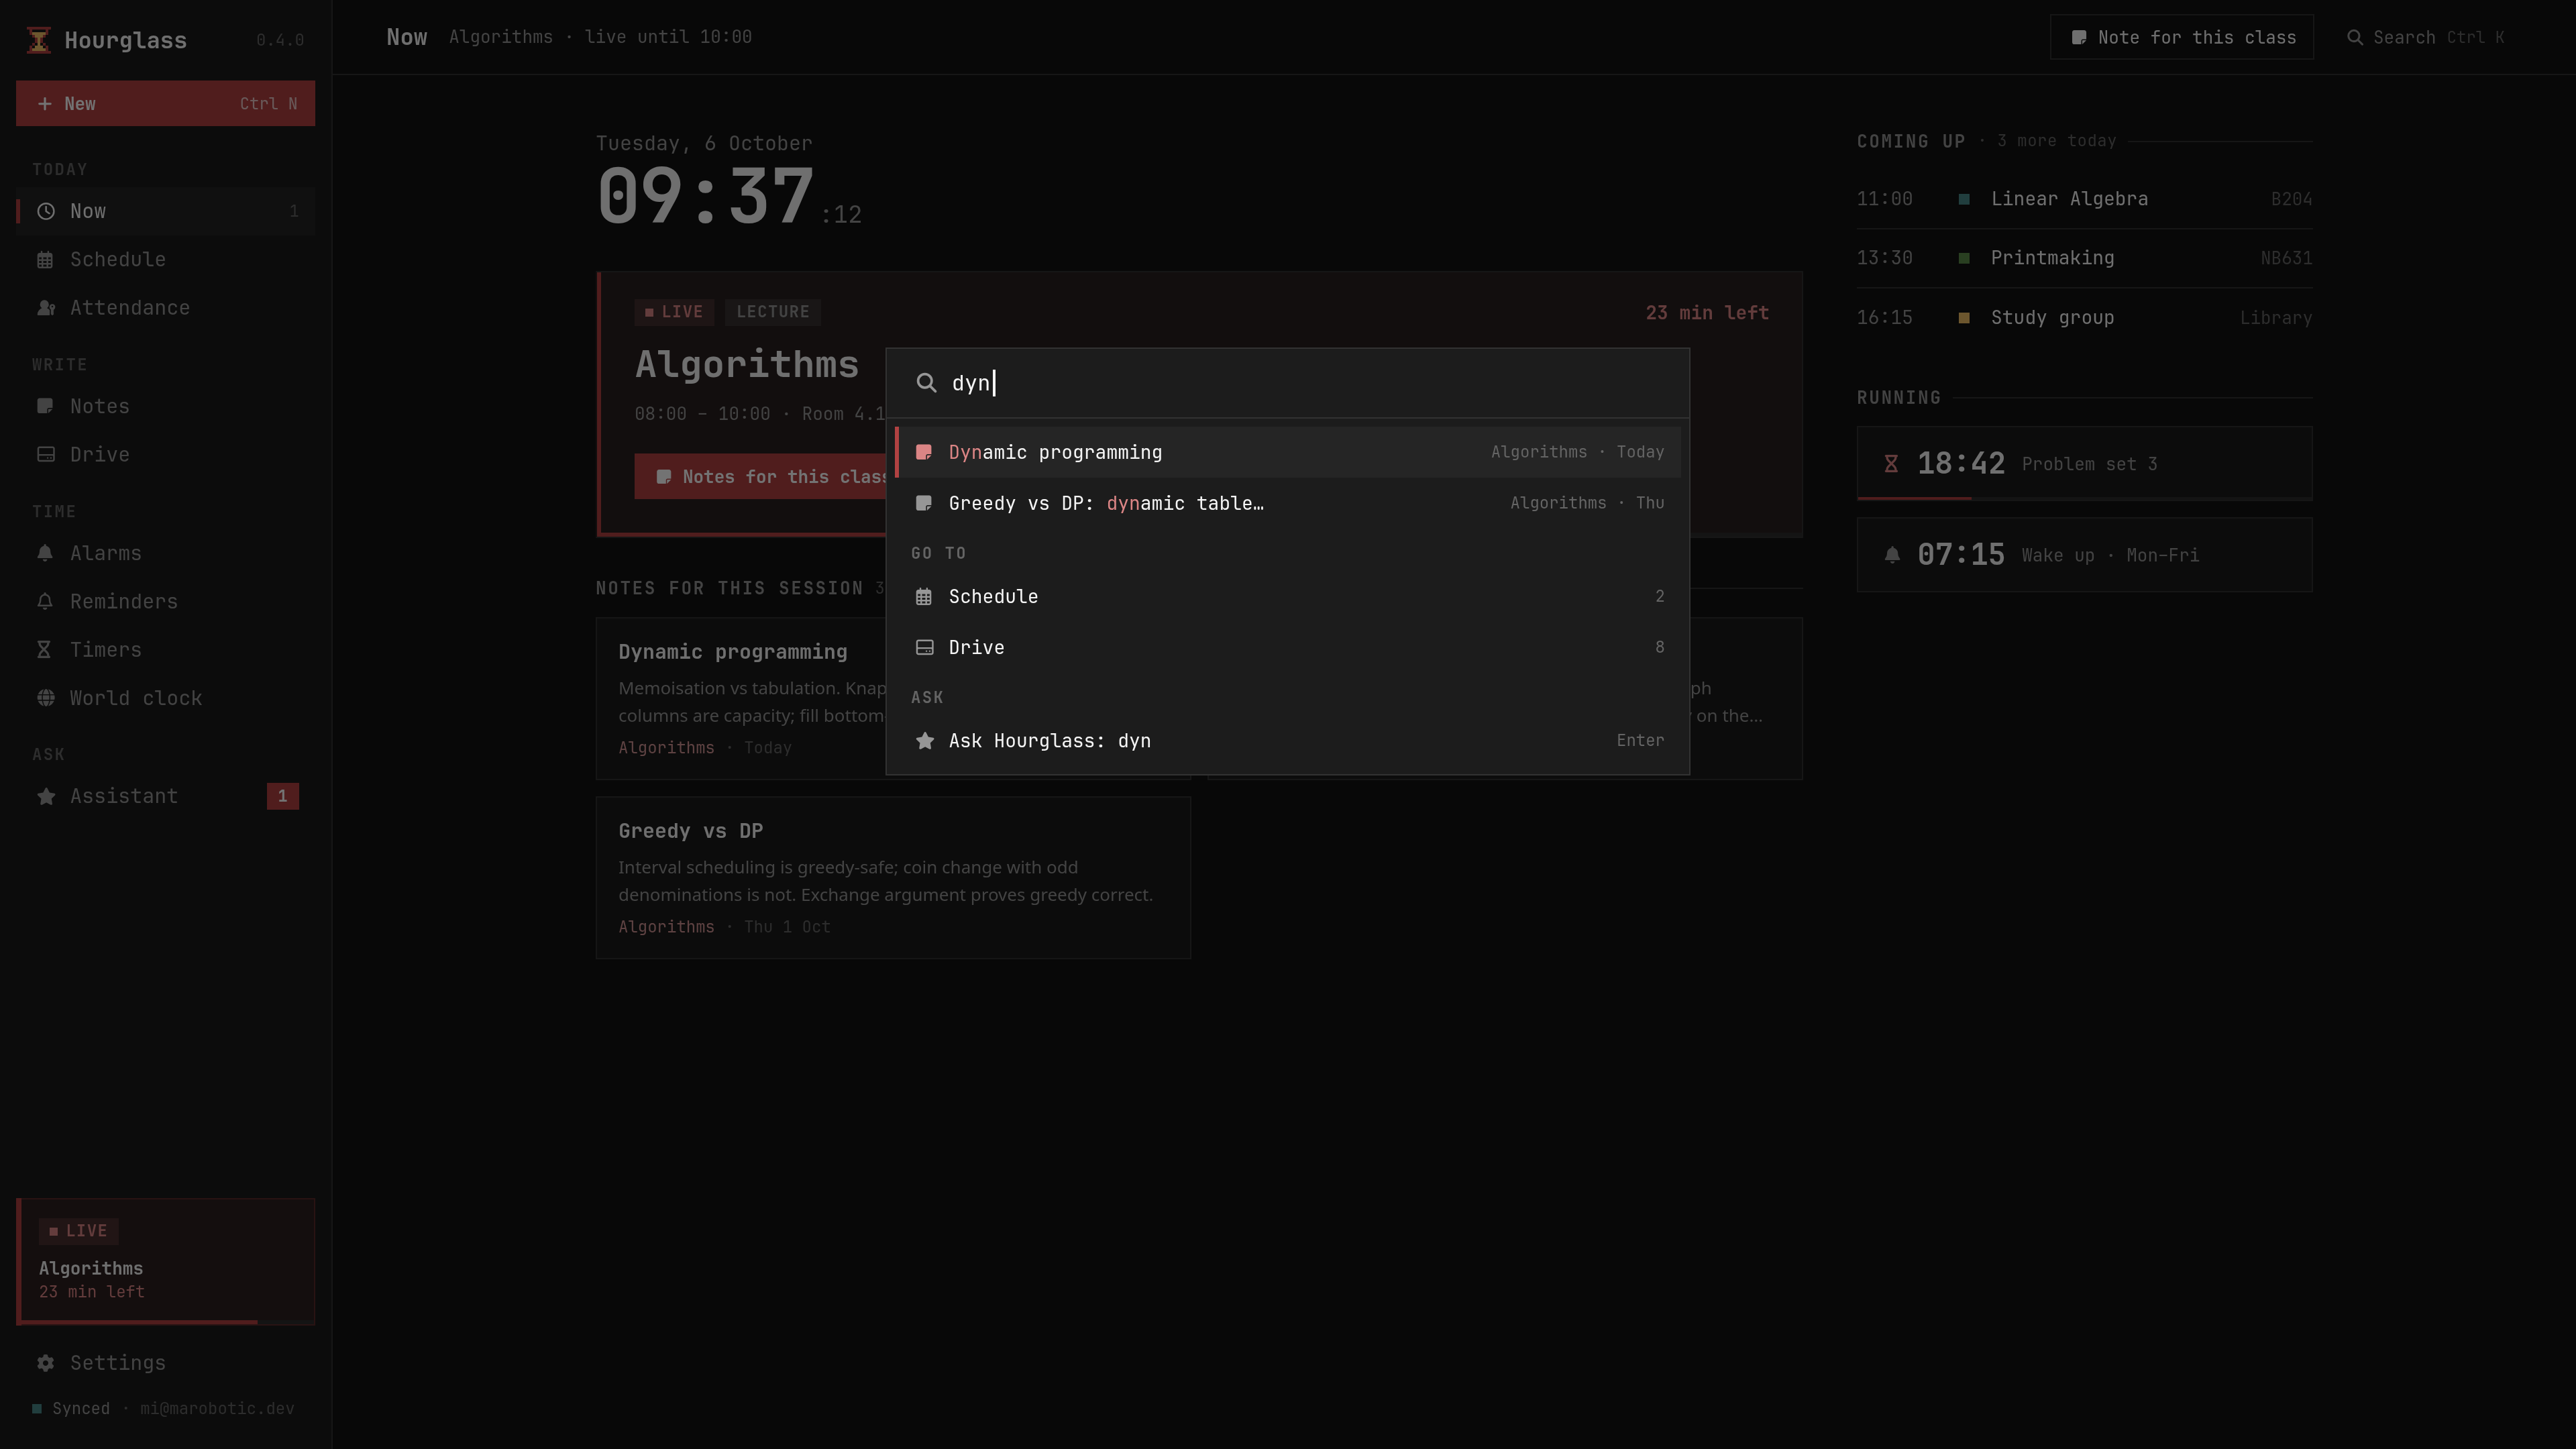 Hourglass 0.4.0
New Ctrl N
TODAY
Now 1
Schedule
Attendance
WRITE
Notes
Drive
TIME
Alarms
Reminders
Timers
World clock
ASK
Assistant 1
LIVE
Algorithms
23 min left
Settings
Synced · mi@marobotic.dev
Now Algorithms · live until 10:00
Note for this class
Search Ctrl K
Tuesday, 6 October
09:37:12
LIVE LECTURE 23 min left
Algorithms
08:00 – 10:00 · Room 4.1
Notes for this class
NOTES FOR THIS SESSION 3
Dynamic programming
Memoisation vs tabulation.
columns are capacity; fill
Algorithms · Today
on the…
Greedy vs DP
Interval scheduling is greedy-safe; coin change with odd
denominations is not. Exchange argument proves greedy correct.
Algorithms · Thu 1 Oct
dyn
Dynamic programming Algorithms · Today
Greedy vs DP: dynamic table… Algorithms · Thu
GO TO
Schedule 2
Drive 8
ASK
Ask Hourglass: dyn Enter
COMING UP · 3 more today
11:00 Linear Algebra B204
13:30 Printmaking NB631
16:15 Study group Library
RUNNING
18:42 Problem set 3
07:15 Wake up · Mon–Fri